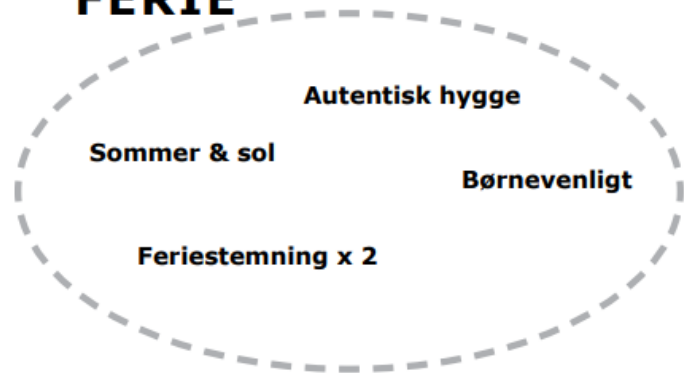 FERIE
Autentisk hygge
Sommer & sol
Børnevenligt
Feriestemning x 2